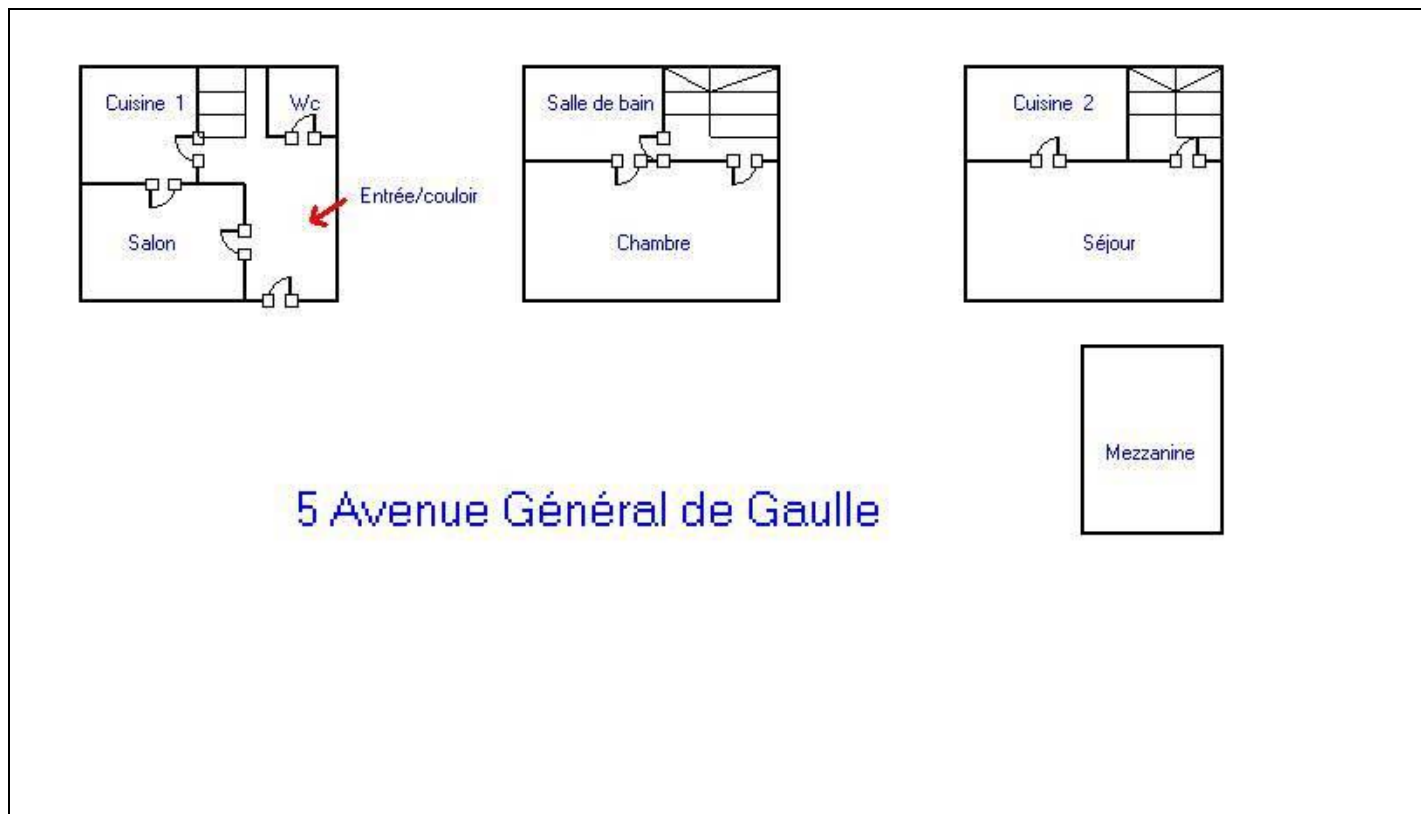 Cuisine 1
Wc
Entrée/couloir
Salon
Salle de bain
Chambre
Cuisine 2
Séjour
Mezzanine
5 Avenue Général de Gaulle